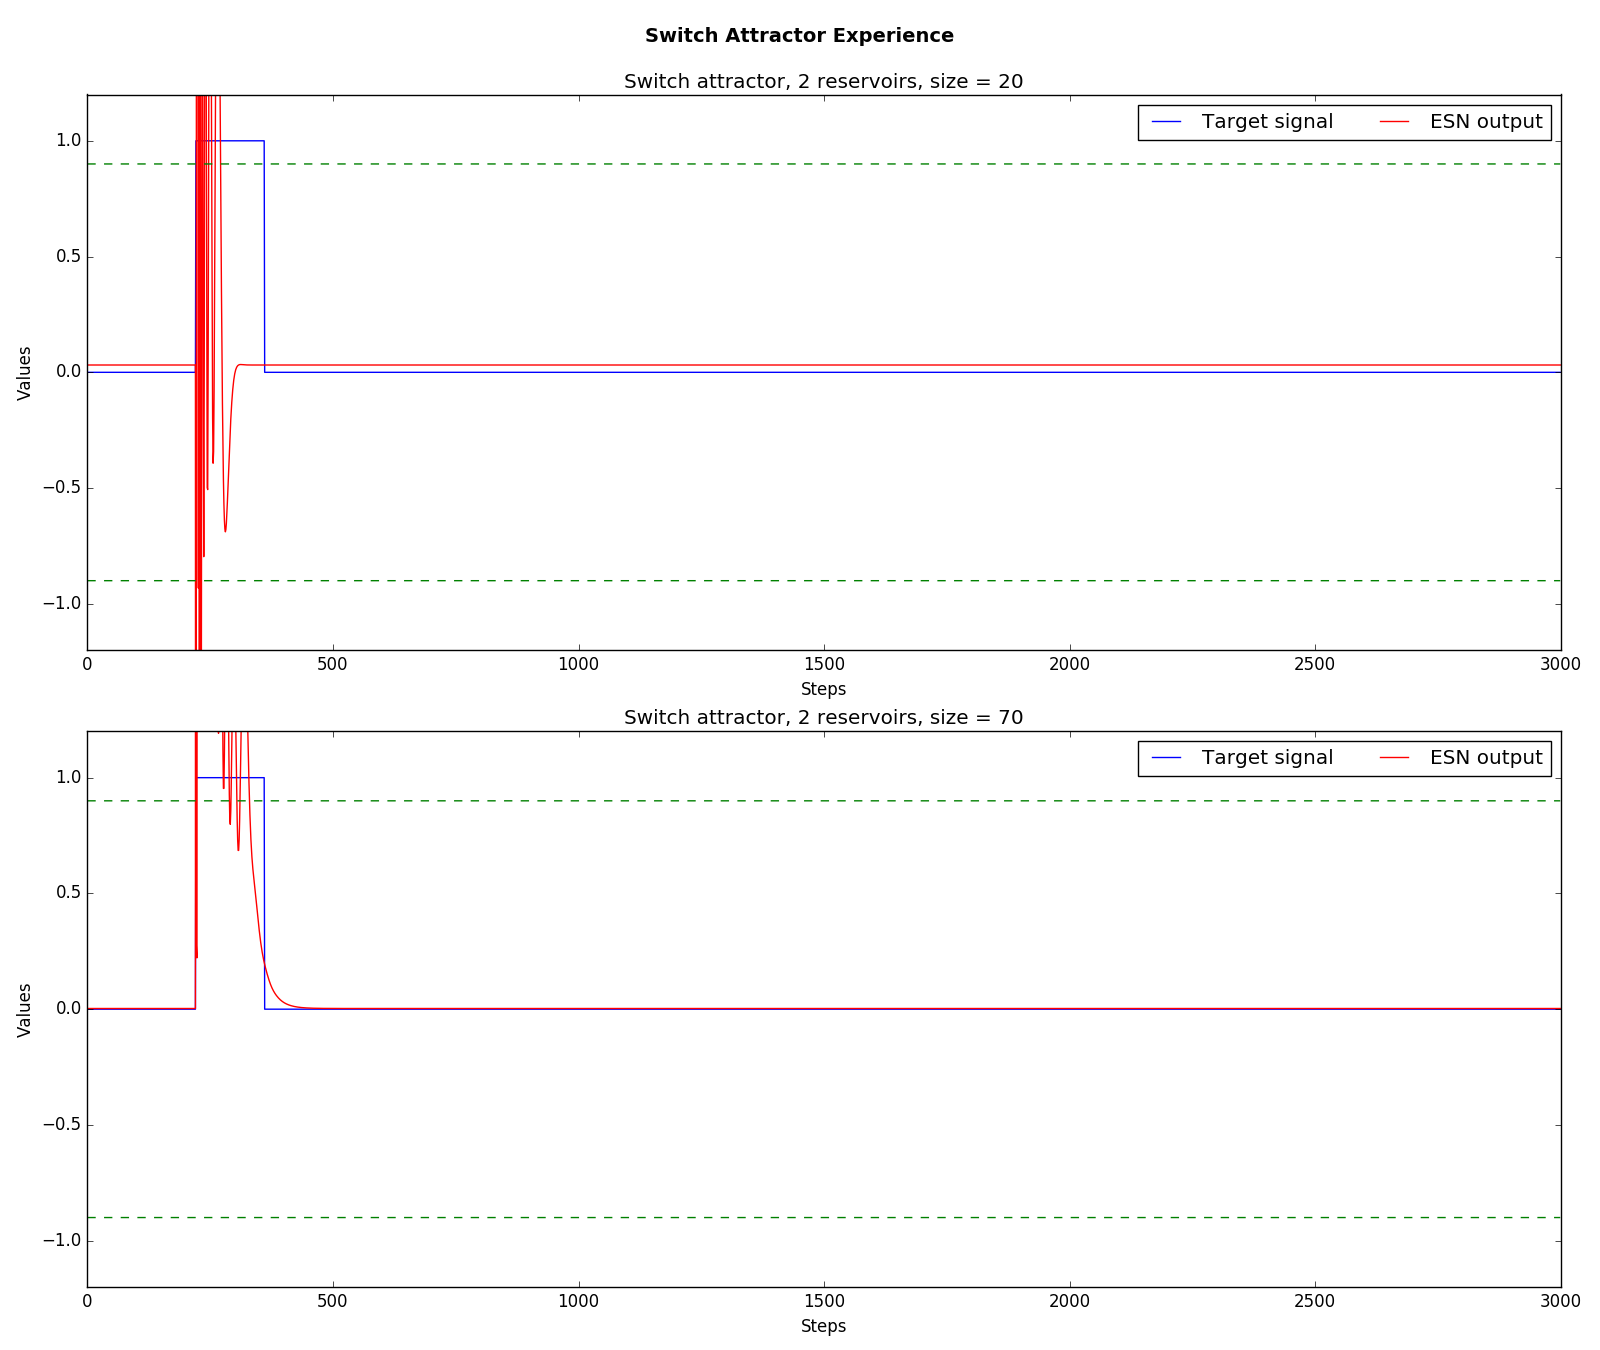 Switch Attractor Experience
Switch attractor, 2 reservoirs, size = 20
Target signal ESN output
1.0
0.5
0.0
−0.5
−1.0
Values
0 500 1000 1500 2000 2500 3000
Steps
Switch attractor, 2 reservoirs, size = 70
Target signal ESN output
1.0
0.5
0.0
−0.5
−1.0
Values
0 500 1000 1500 2000 2500 3000
Steps